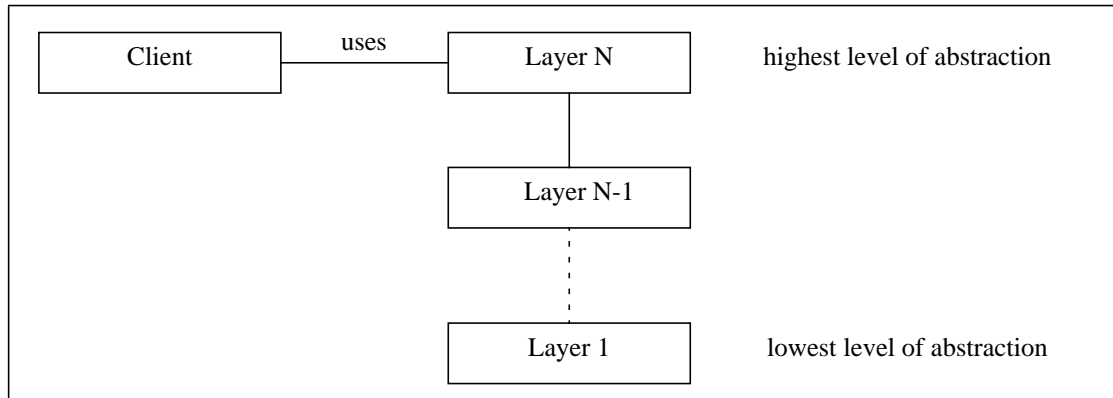 Client
uses
Layer N
highest level of abstraction
Layer N-1
Layer 1
lowest level of abstraction